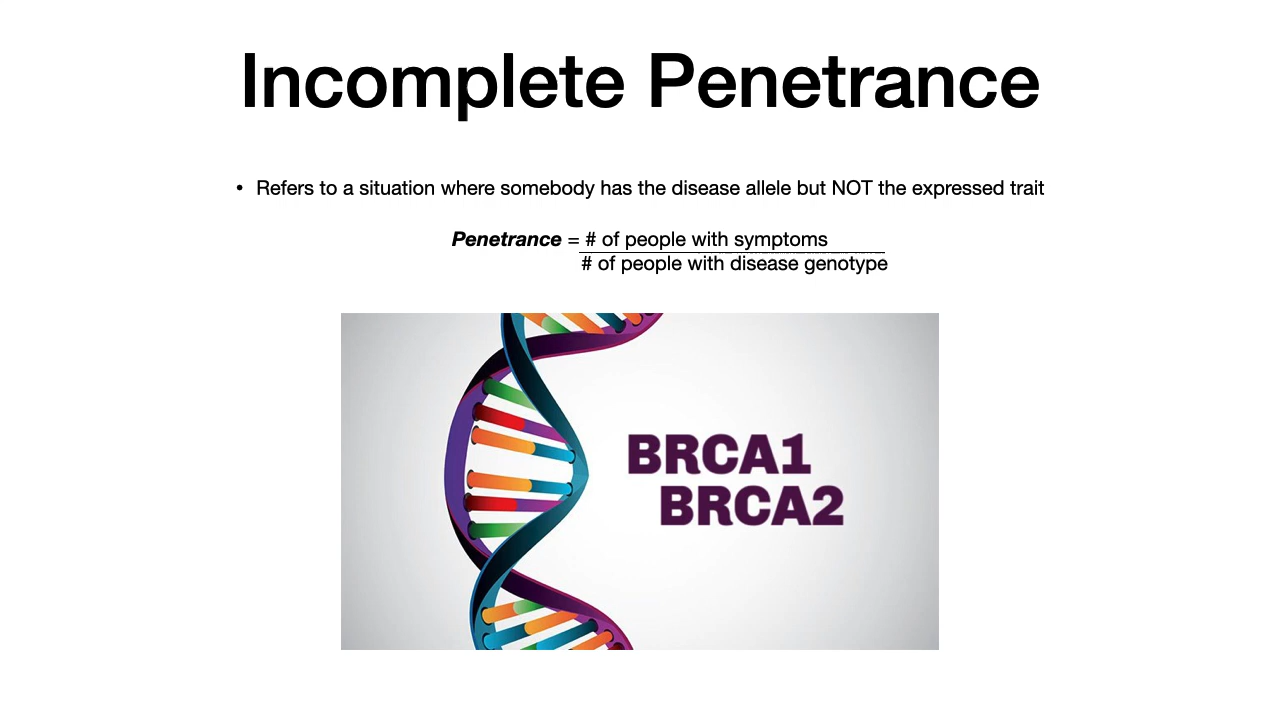 Incomplete Penetrance
• Refers to a situation where somebody has the disease allele but NOT the expressed trait
Penetrance = # of people with symptoms
# of people with disease genotype
BRCA1
BRCA2